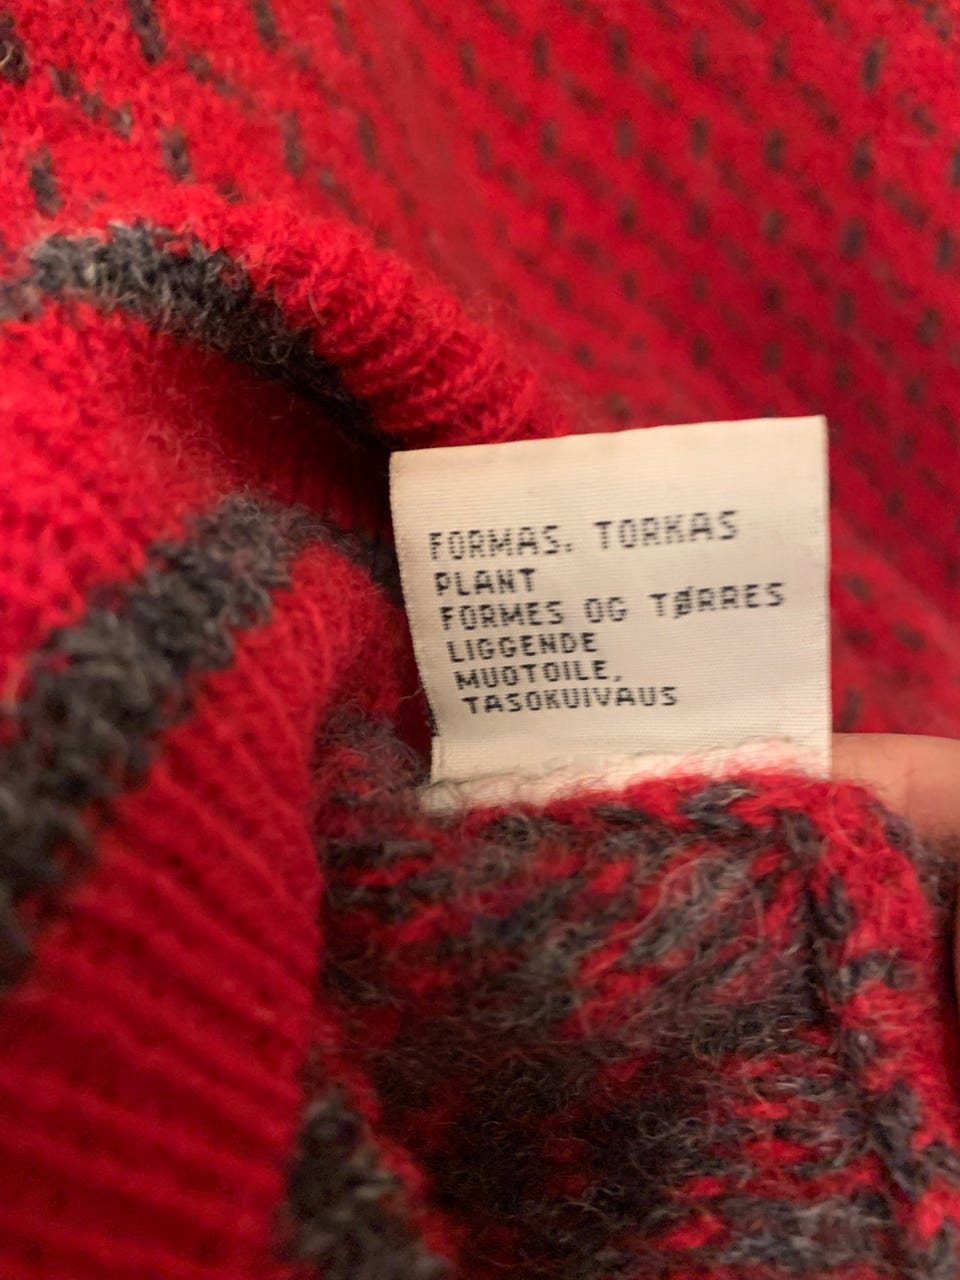 FORMAS. TORKAS
PLANT
FORMES OG TØRRES
LIGGENDE
MUOTOILE,
TASOKUIVAUS